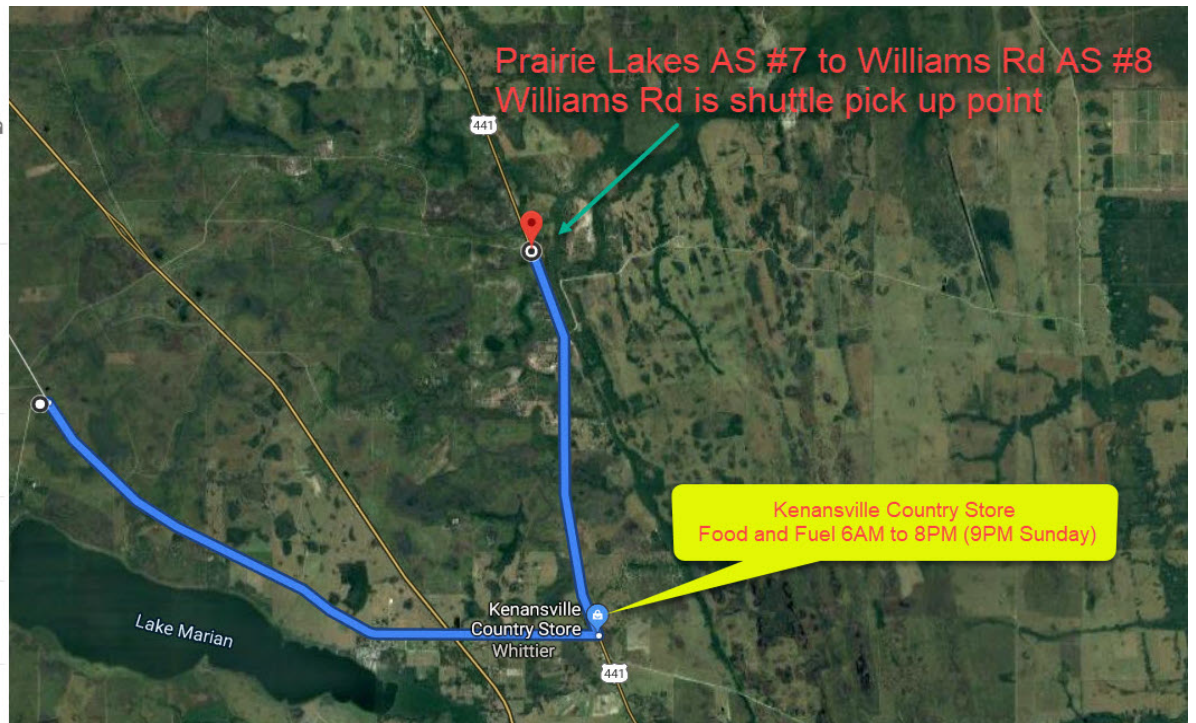 Prairie Lakes AS #7 to Williams Rd AS #8
Williams Rd is shuttle pick up point
441
Kenansville Country Store
Food and Fuel 6AM to 8PM (9PM Sunday)
Kenansville
Country Store
Whittier
Lake Marian
441